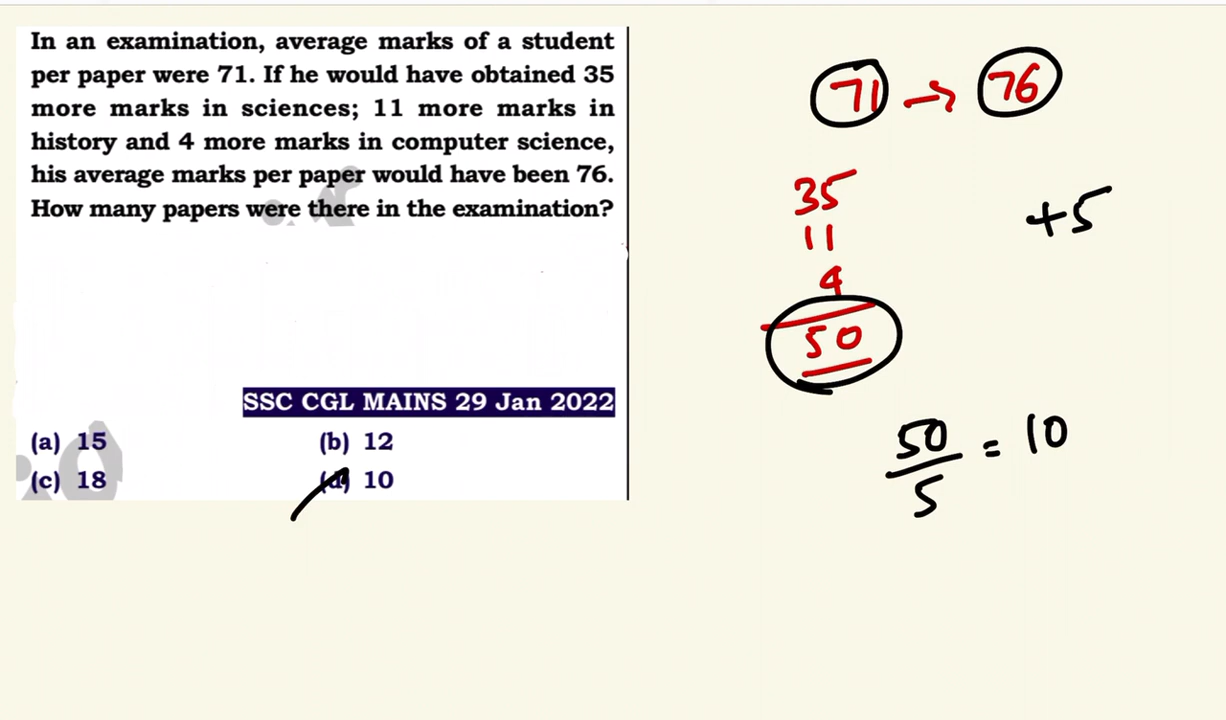 In an examination, average marks of a student
per paper were 71. If he would have obtained 35
more marks in sciences; 11 more marks in
history and 4 more marks in computer science,
his average marks per paper would have been 76.
How many papers were there in the examination?
SSC CGL MAINS 29 Jan 2022
(a) 15 (b) 12
(c) 18 (d) 10
71 → 76
35
11
4
50
+5
50/5 = 10